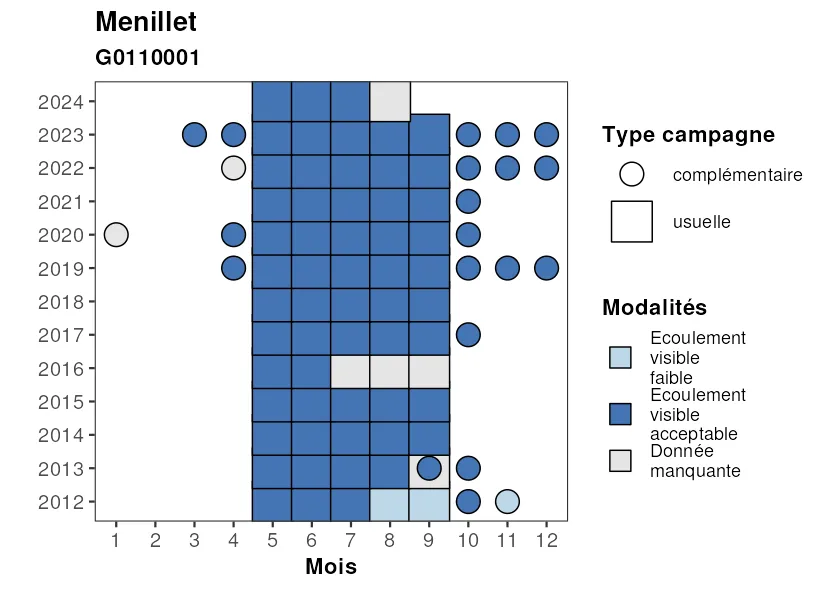 Menillet
G0110001
2024
2023
2022
2021
2020
2019
2018
2017
2016
2015
2014
2013
2012
1 2 3 4 5 6 7 8 9 10 11 12
Mois
Type campagne
complémentaire
usuelle
Modalités
Ecoulement
visible
faible
Ecoulement
visible
acceptable
Donnée
manquante